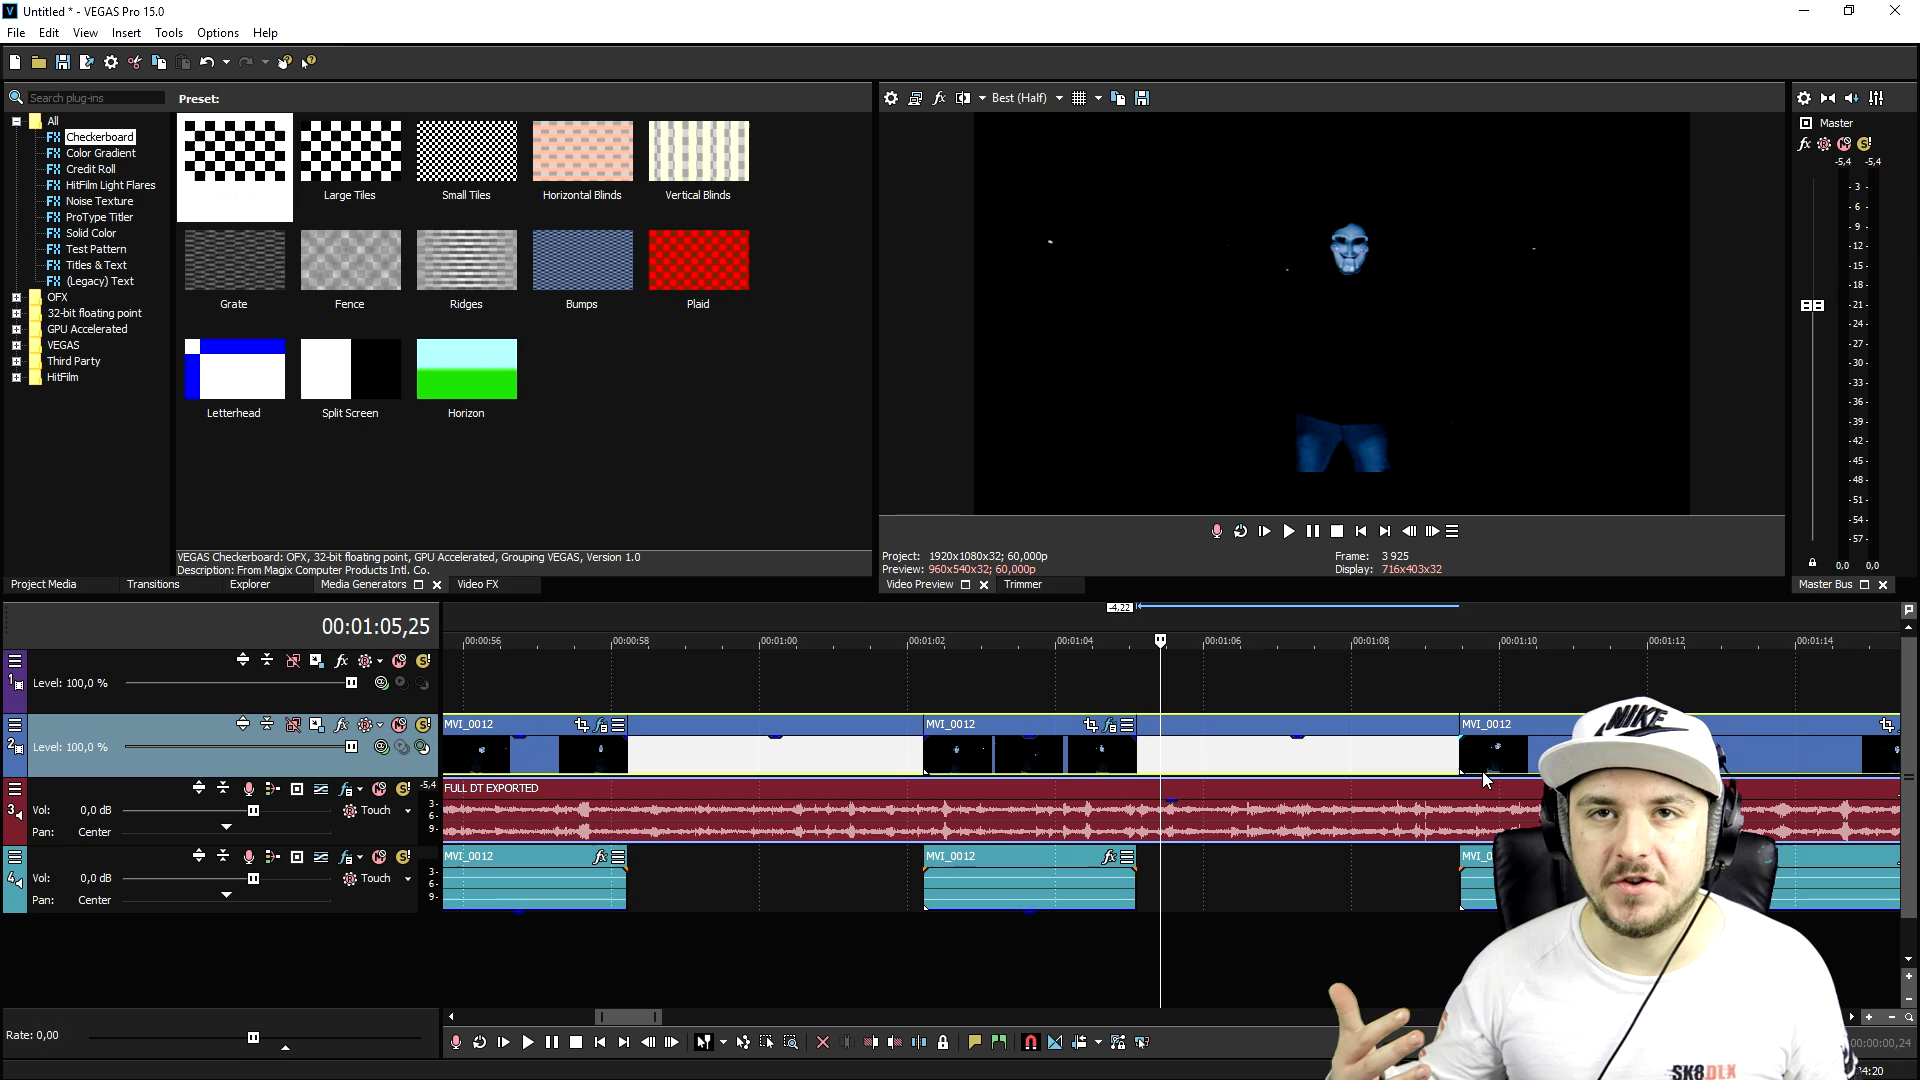 Untitled * - VEGAS Pro 15.0
File Edit View Insert Tools Options Help
Search plug-ins
Preset:
All
Checkerboard
Color Gradient
Credit Roll
HitFilm Light Flares
Noise Texture
ProType Titler
Solid Color
Test Pattern
Titles & Text
(Legacy) Text
OFX
32-bit floating point
GPU Accelerated
VEGAS
Third Party
HitFilm
Large Tiles Small Tiles Horizontal Blinds Vertical Blinds
Grate Fence Ridges Bumps Plaid
Letterhead Split Screen Horizon
VEGAS Checkerboard: OFX, 32-bit floating point, GPU Accelerated, Grouping VEGAS, Version 1.0
Description: From Magix Computer Products Intl. Co.
Project Media Transitions Explorer Media Generators Video FX
Best (Half)
Project: 1920x1080x32; 60,000p
Preview: 960x540x32; 60,000p
Frame: 3 925
Display: 716x403x32
Video Preview Trimmer
Master
-5,4 -5,4
- 3 -
- 6 -
- 9 -
-12-
-15-
-18-
-21-
-24-
-27-
-30-
-33-
-36-
-39-
-42-
-45-
-48-
-51-
-54-
-57-
0,0 0,0
Master Bus
00:00:01:05,25
-4,22
00:00:56 00:00:58 00:01:00 00:01:02 00:01:04 00:01:06 00:01:08 00:01:10 00:01:12 00:01:14
1
Level: 100,0 %
2
Level: 100,0 %
MVI_0012 MVI_0012 MVI_0012
3
Vol: 0,0 dB Touch
Pan: Center
-5,4
3-
6-
9-
FULL DT EXPORTED
4
Vol: 0,0 dB Touch
Pan: Center
3-
6-
9-
MVI_0012 MVI_0012
Rate: 0,00
00:00:00,24
4:20
NIKE
SK8DLX